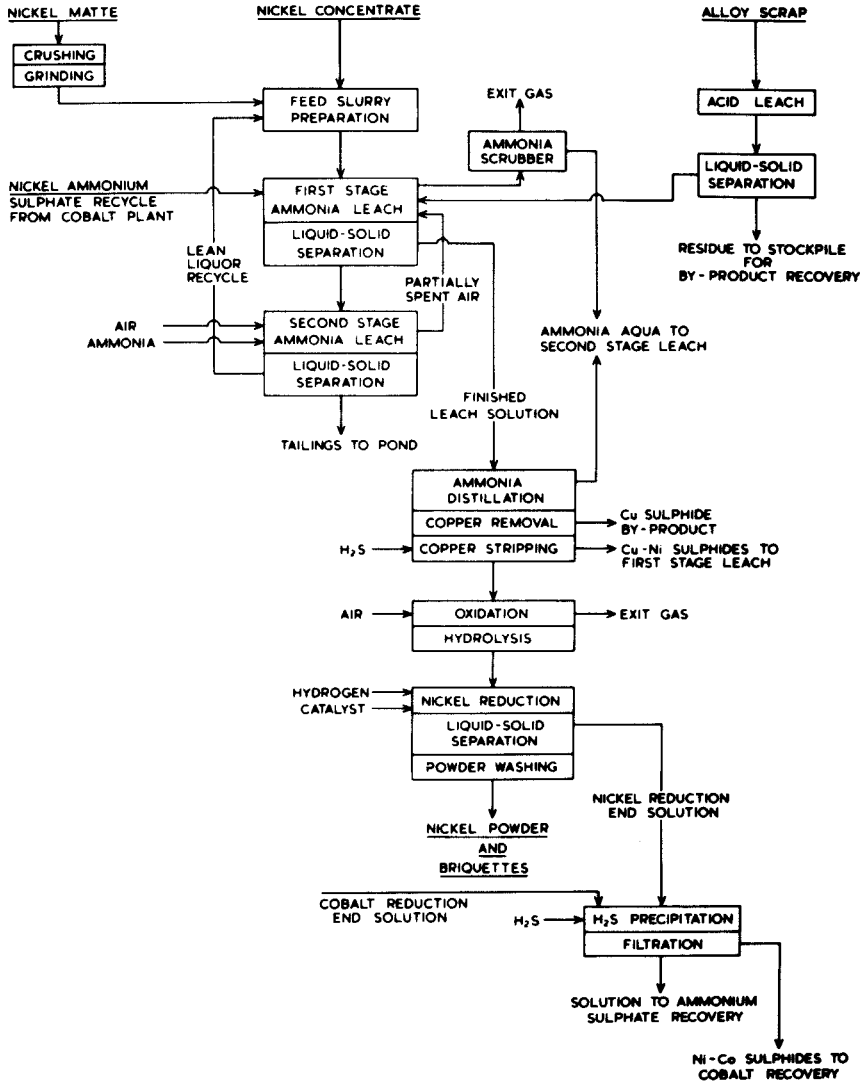 NICKEL MATTE
CRUSHING
GRINDING
NICKEL CONCENTRATE
ALLOY SCRAP
FEED SLURRY
PREPARATION
EXIT GAS
AMMONIA
SCRUBBER
ACID LEACH
LIQUID-SOLID
SEPARATION
NICKEL AMMONIUM
SULPHATE RECYCLE
FROM COBALT PLANT
FIRST STAGE
AMMONIA LEACH
LIQUID-SOLID
SEPARATION
RESIDUE TO STOCKPILE
FOR
BY-PRODUCT RECOVERY
LEAN
LIQUOR
RECYCLE
PARTIALLY
SPENT AIR
AIR
AMMONIA
SECOND STAGE
AMMONIA LEACH
LIQUID-SOLID
SEPARATION
AMMONIA AQUA TO
SECOND STAGE LEACH
TAILINGS TO POND
FINISHED
LEACH SOLUTION
AMMONIA
DISTILLATION
COPPER REMOVAL
COPPER STRIPPING
Cu SULPHIDE
BY-PRODUCT
H₂S
Cu-Ni SULPHIDES TO
FIRST STAGE LEACH
AIR
OXIDATION
HYDROLYSIS
EXIT GAS
HYDROGEN
CATALYST
NICKEL REDUCTION
LIQUID-SOLID
SEPARATION
POWDER WASHING
NICKEL POWDER
AND
BRIQUETTES
NICKEL REDUCTION
END SOLUTION
COBALT REDUCTION
END SOLUTION
H₂S
H₂S PRECIPITATION
FILTRATION
SOLUTION TO AMMONIUM
SULPHATE RECOVERY
Ni-Co SULPHIDES TO
COBALT RECOVERY